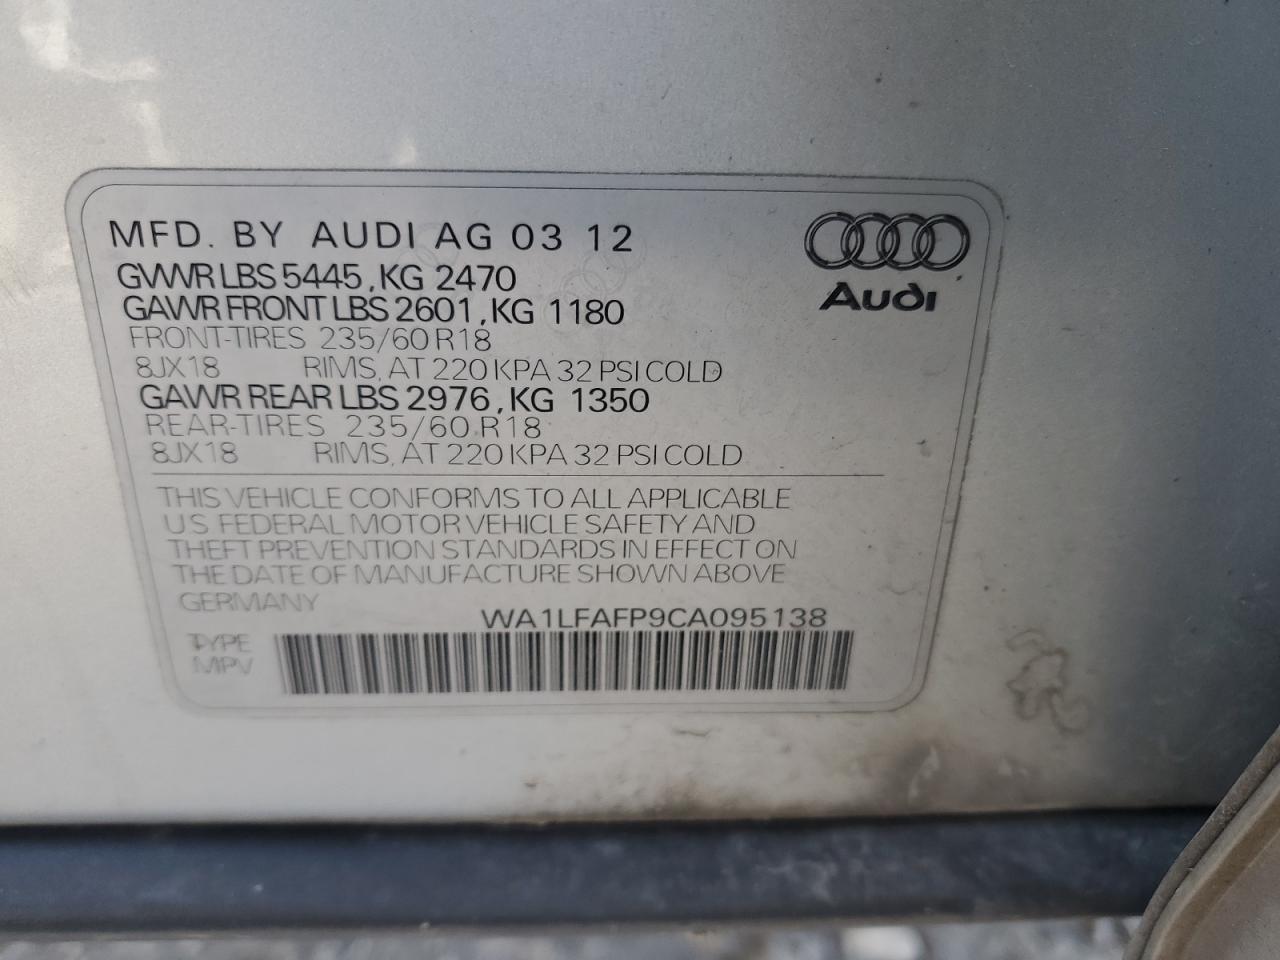 MFD. BY AUDI AG 03 12
GVWR LBS 5445, KG 2470
GAWR FRONT LBS 2601, KG 1180
FRONT-TIRES 235/60 R18
8JX18 RIMS, AT 220 KPA 32 PSI COLD
GAWR REAR LBS 2976, KG 1350
REAR-TIRES 235/60 R18
8JX18 RIMS, AT 220 KPA 32 PSI COLD
Audi
THIS VEHICLE CONFORMS TO ALL APPLICABLE
U.S. FEDERAL MOTOR VEHICLE SAFETY AND
THEFT PREVENTION STANDARDS IN EFFECT ON
THE DATE OF MANUFACTURE SHOWN ABOVE
GERMANY WA1LFAFP9CA095138
TYPE
MPV